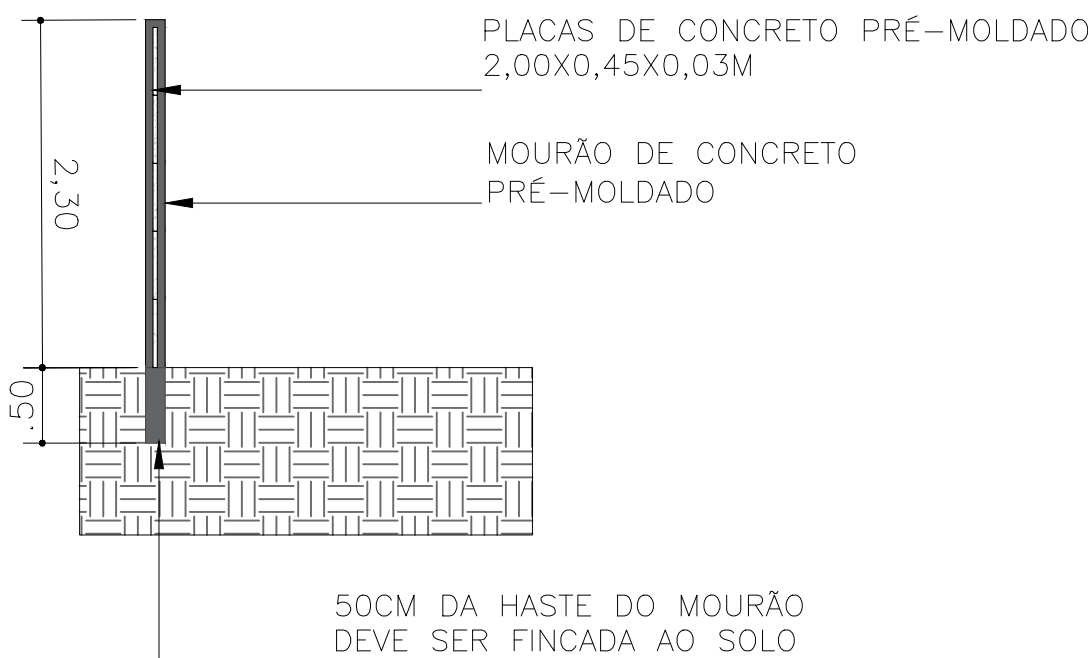 PLACAS DE CONCRETO PRÉ-MOLDADO
2,00X0,45X0,03M
MOURÃO DE CONCRETO
PRÉ-MOLDADO
2,30
.50
50CM DA HASTE DO MOURÃO
DEVE SER FINCADA AO SOLO